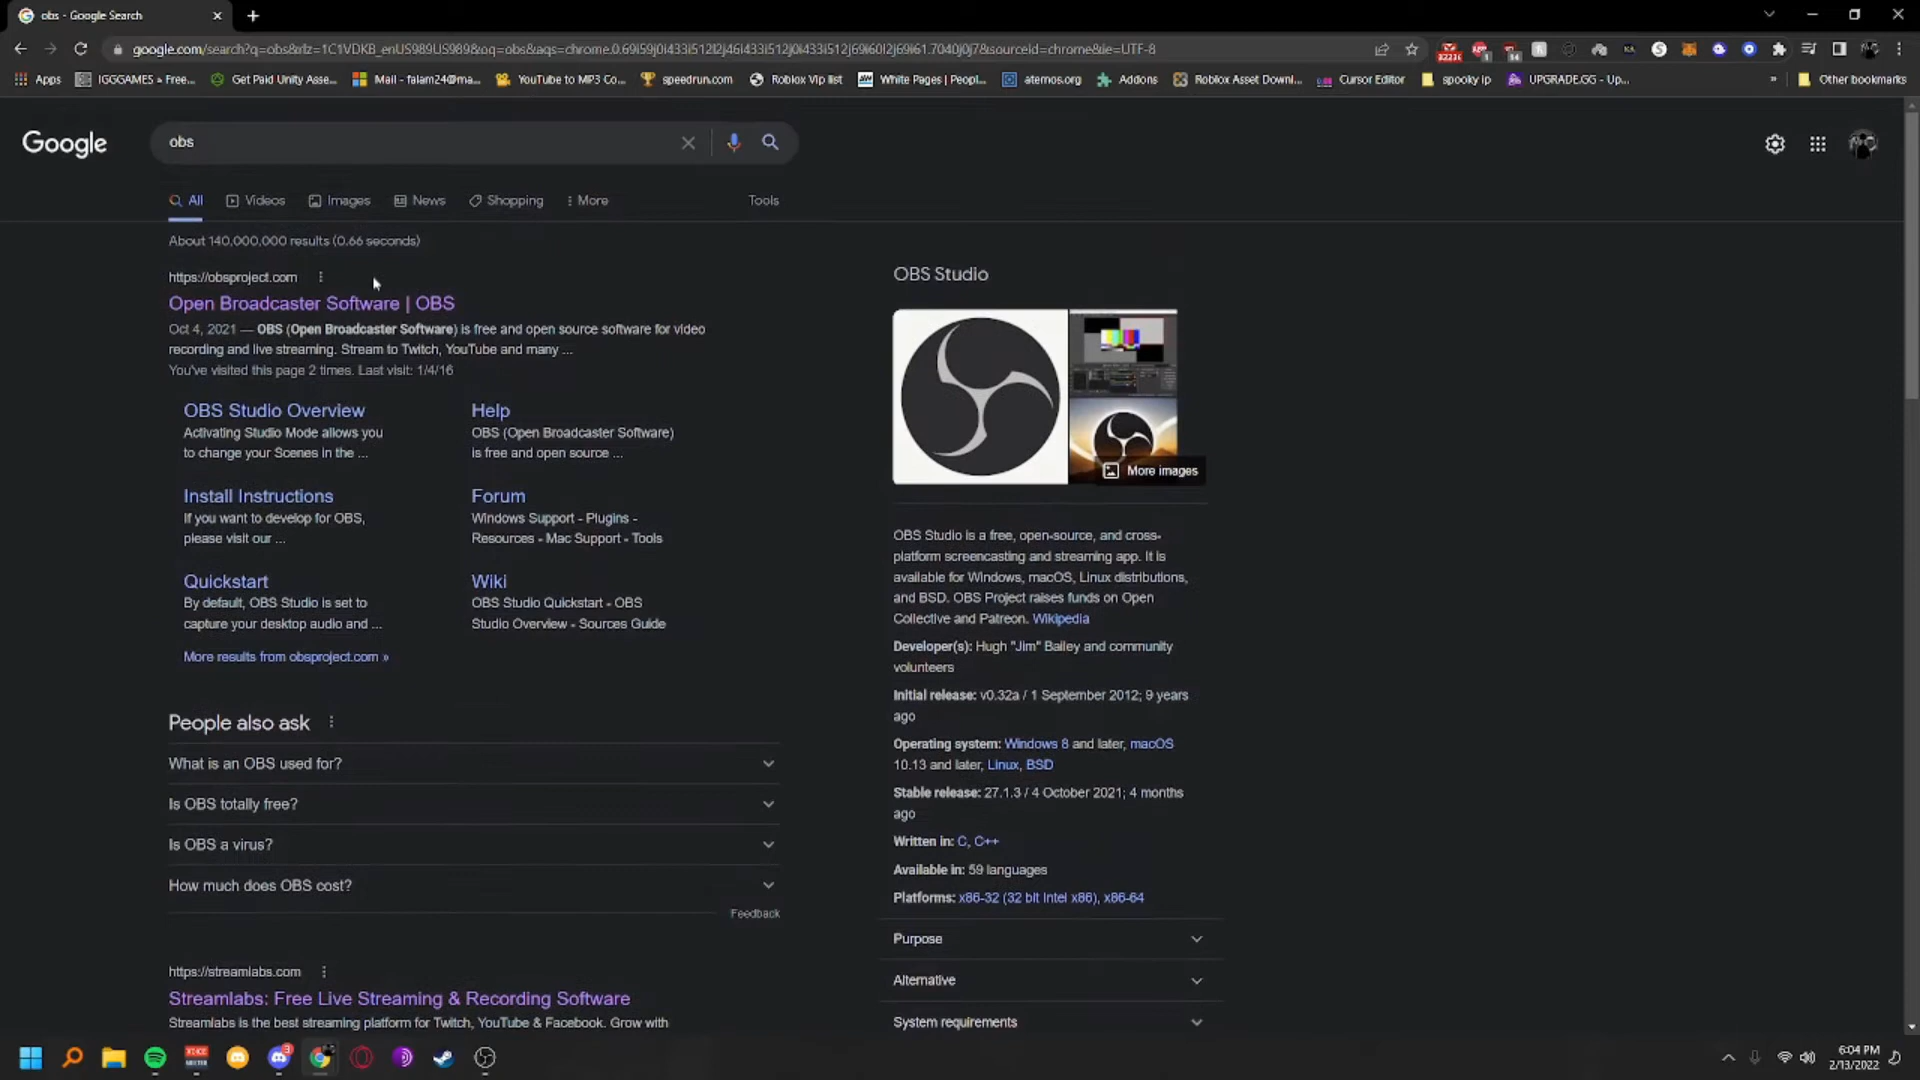 obs - Google Search
google.com/search?q=obs&rlz=1C1VDKB_enUS989US989&oq=obs&aqs=chrome.0.69i59j0i433i512l2j46i433i512j0i433i512j69i60l2j69i61.7040j0j7&sourceid=chrome&ie=UTF-8
Apps
IGGGAMES » Free...
Get Paid Unity Asse...
Mail - falam24@ma...
YouTube to MP3 Co...
speedrun.com
Roblox Vip list
White Pages | Peopl...
aternos.org
Addons
Roblox Asset Downl...
Cursor Editor
spooky ip
UPGRADE.GG - Up...
»
Other bookmarks
Google
obs
All
Videos
Images
News
Shopping
More
Tools
About 140,000,000 results (0.66 seconds)
https://obsproject.com
Open Broadcaster Software | OBS
Oct 4, 2021 — OBS (Open Broadcaster Software) is free and open source software for video
recording and live streaming. Stream to Twitch, YouTube and many ...
You've visited this page 2 times. Last visit: 1/4/16
OBS Studio Overview
Activating Studio Mode allows you
to change your Scenes in the ...
Help
OBS (Open Broadcaster Software)
is free and open source ...
Install Instructions
If you want to develop for OBS,
please visit our ...
Forum
Windows Support - Plugins -
Resources - Mac Support - Tools
Quickstart
By default, OBS Studio is set to
capture your desktop audio and ...
Wiki
OBS Studio Quickstart - OBS
Studio Overview - Sources Guide
More results from obsproject.com »
People also ask
What is an OBS used for?
Is OBS totally free?
Is OBS a virus?
How much does OBS cost?
Feedback
https://streamlabs.com
Streamlabs: Free Live Streaming & Recording Software
Streamlabs is the best streaming platform for Twitch, YouTube & Facebook. Grow with
OBS Studio
More images
OBS Studio is a free, open-source, and cross-
platform screencasting and streaming app. It is
available for Windows, macOS, Linux distributions,
and BSD. OBS Project raises funds on Open
Collective and Patreon. Wikipedia
Developer(s): Hugh "Jim" Bailey and community
volunteers
Initial release: v0.32a / 1 September 2012; 9 years
ago
Operating system: Windows 8 and later, macOS
10.13 and later, Linux, BSD
Stable release: 27.1.3 / 4 October 2021; 4 months
ago
Written in: C, C++
Available in: 59 languages
Platforms: x86-32 (32 bit Intel x86), x86-64
Purpose
Alternative
System requirements
6:04 PM
2/13/2022